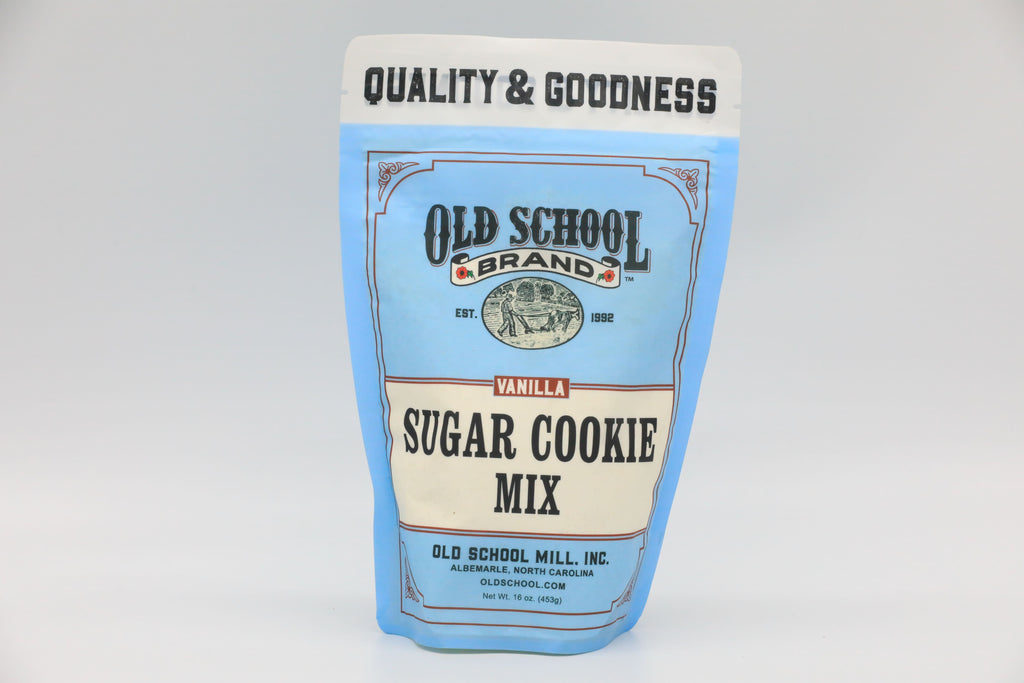 QUALITY & GOODNESS
OLD SCHOOL
BRAND
TM
EST. 1992
VANILLA
SUGAR COOKIE
MIX
OLD SCHOOL MILL, INC.
ALBEMARLE, NORTH CAROLINA
OLDSCHOOL.COM
Net Wt. 16 oz. (453g)